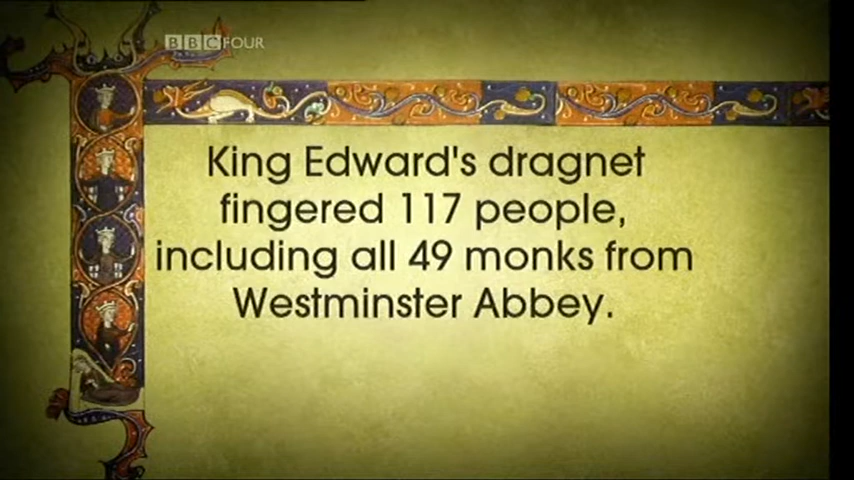 BBC FOUR
King Edward's dragnet
fingered 117 people,
including all 49 monks from
Westminster Abbey.